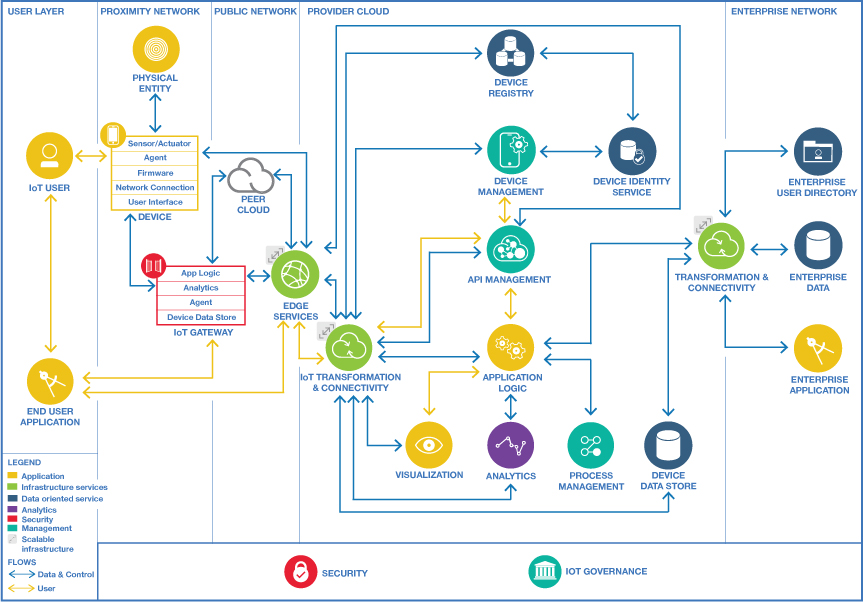 USER LAYER
PROXIMITY NETWORK
PUBLIC NETWORK
PROVIDER CLOUD
ENTERPRISE NETWORK
PHYSICAL
ENTITY
DEVICE
REGISTRY
IoT USER
Sensor/Actuator
Agent
Firmware
Network Connection
User Interface
DEVICE
PEER
CLOUD
DEVICE
MANAGEMENT
DEVICE IDENTITY
SERVICE
ENTERPRISE
USER DIRECTORY
App Logic
Analytics
Agent
Device Data Store
IoT GATEWAY
EDGE
SERVICES
API MANAGEMENT
TRANSFORMATION &
CONNECTIVITY
ENTERPRISE
DATA
END USER
APPLICATION
IoT TRANSFORMATION
& CONNECTIVITY
APPLICATION
LOGIC
ENTERPRISE
APPLICATION
VISUALIZATION
ANALYTICS
PROCESS
MANAGEMENT
DEVICE
DATA STORE
LEGEND
Application
Infrastructure services
Data oriented service
Analytics
Security
Management
Scalable
infrastructure
FLOWS
Data & Control
User
SECURITY
IOT GOVERNANCE